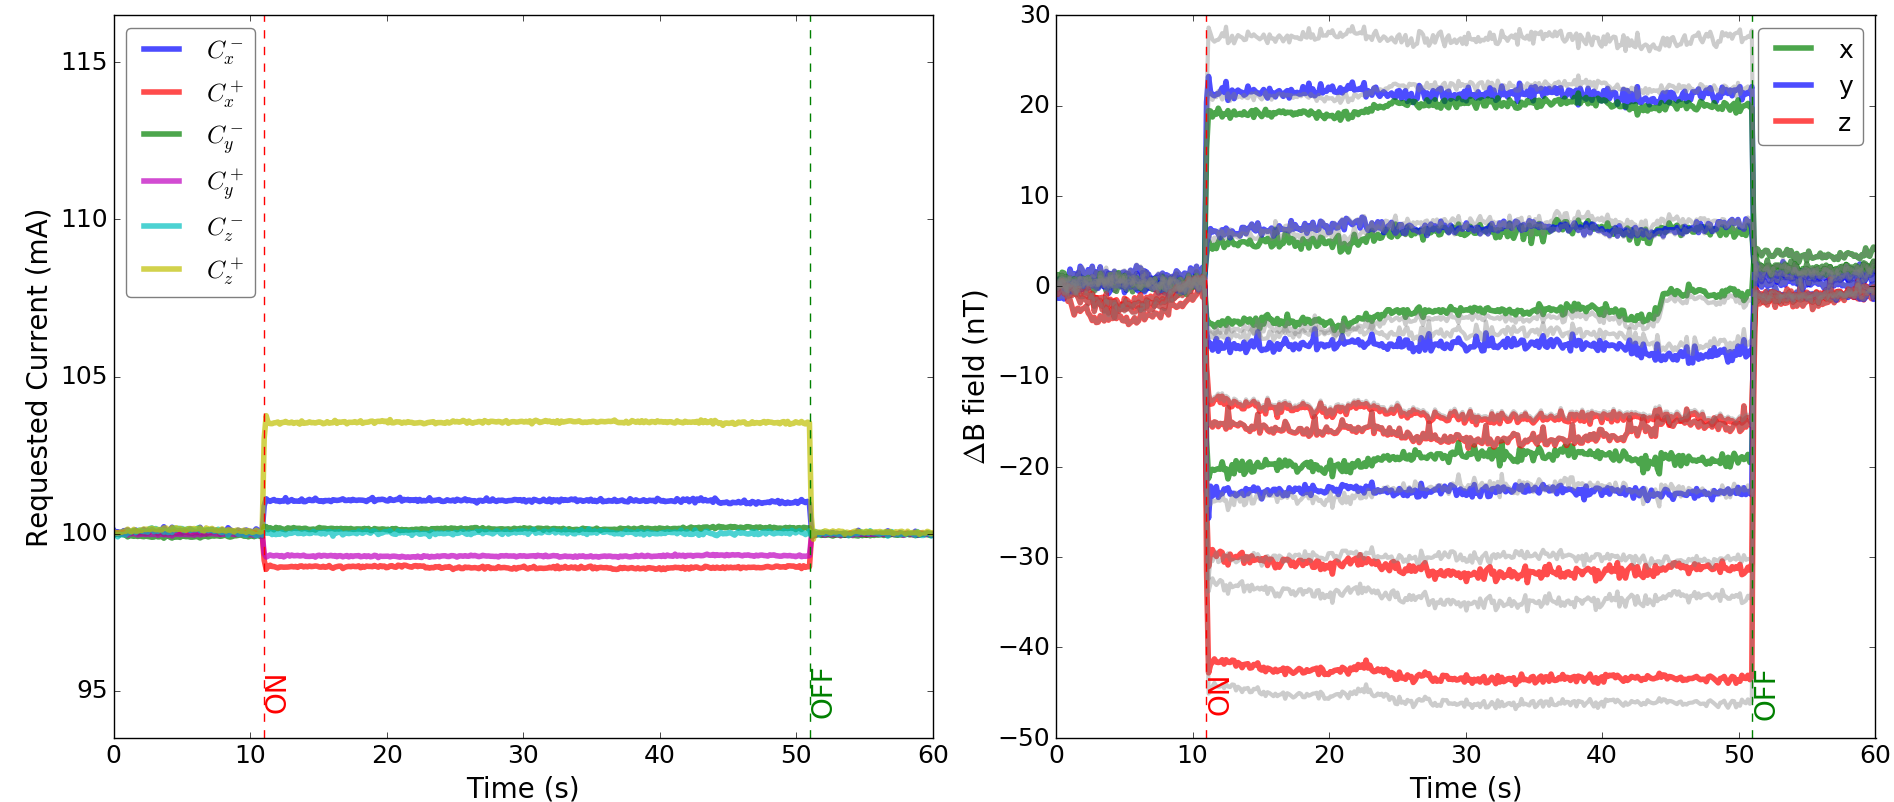 Requested Current (mA)
115
110
105
100
95
C_x^-
C_x^+
C_y^-
C_y^+
C_z^-
C_z^+
ON
OFF
0 10 20 30 40 50 60
Time (s)
ΔB field (nT)
30
20
10
0
−10
−20
−30
−40
−50
x
y
z
ON
OFF
0 10 20 30 40 50 60
Time (s)